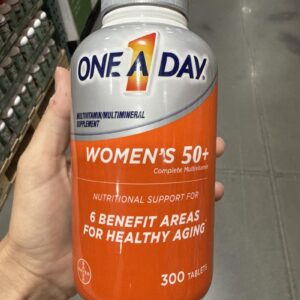 ONE A DAY
1
MULTIVITAMIN/MULTIMINERAL
SUPPLEMENT
WOMEN'S 50+
Complete Multivitamin
NUTRITIONAL SUPPORT FOR
6 BENEFIT AREAS
FOR HEALTHY AGING
300 TABLETS